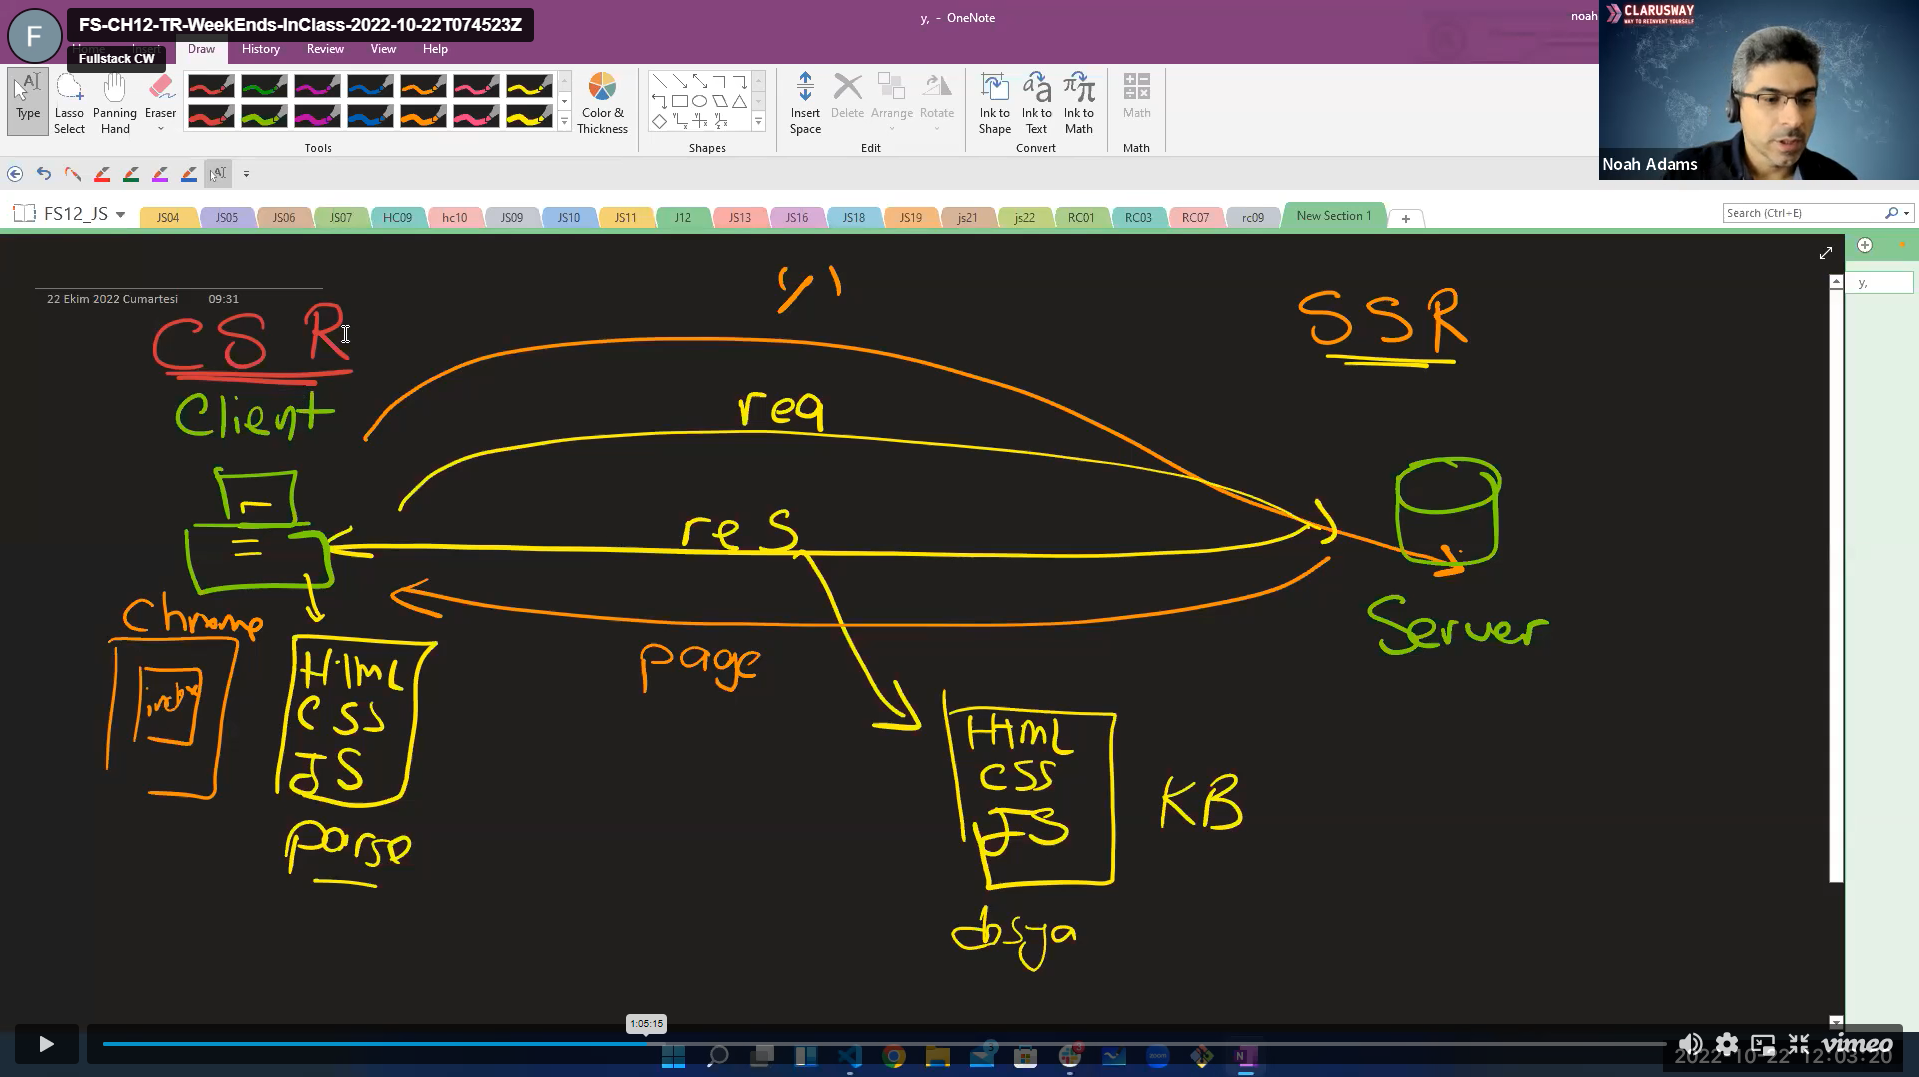 FS-CH12-TR-WeekEnds-InClass-2022-10-22T074523Z
F
Fullstack CW
y, - OneNote
noah
CLARUSWAY
WAY TO REINVENT YOURSELF
Home Insert Draw History Review View Help
Type
Lasso Select
Panning Hand
Eraser
Color & Thickness
Insert Space
Delete
Arrange
Rotate
Ink to Shape
Ink to Text
Ink to Math
Math
Tools Shapes Edit Convert Math
Noah Adams
FS12_JS JS04 JS05 JS06 JS07 HC09 hc10 JS09 JS10 JS11 J12 JS13 JS16 JS18 JS19 js21 js22 RC01 RC03 RC07 rc09 New Section 1
Search (Ctrl+E)
y,
22 Ekim 2022 Cumartesi 09:31
CSR
SSR
Client
req
res
Server
Chrome
page
HTML
CSS
JS
parse
HTML
CSS
JS
KB
dosya
1:05:15
vimeo
2022-10-22 12:03:20